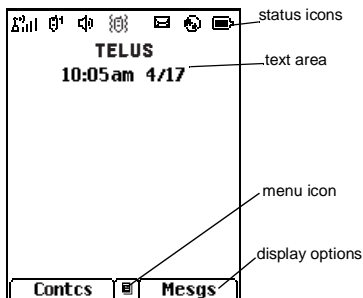 status icons
TELUS
text area
10:05am 4/17
menu icon
display options
Contcs Mesgs